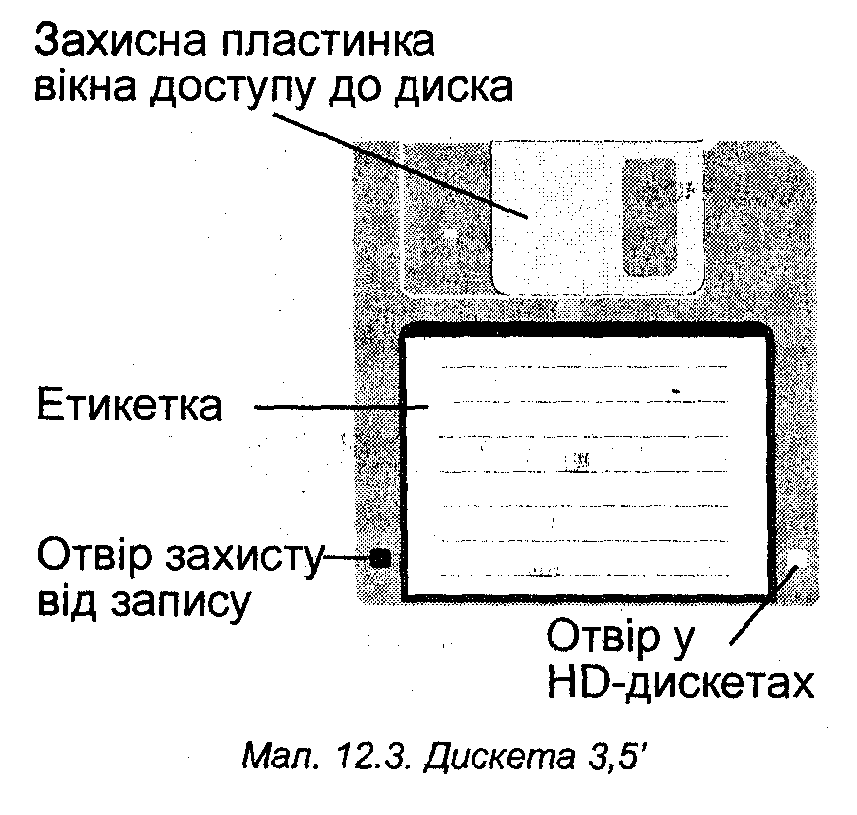 Захисна пластинка
вікна доступу до диска
Етикетка
Отвір захисту
від запису
Отвір у
HD-дискетах
Мал. 12.3. Дискета 3,5'